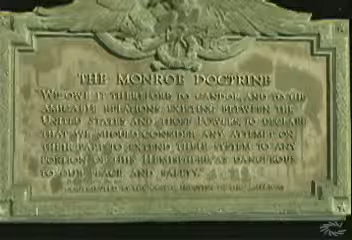 THE MONROE DOCTRINE
WE OWE IT THEREFORE TO CANDOR AND TO THE
AMICABLE RELATIONS EXISTING BETWEEN THE
UNITED STATES AND THOSE POWERS TO DECLARE
THAT WE SHOULD CONSIDER ANY ATTEMPT ON
THEIR PART TO EXTEND THEIR SYSTEM TO ANY
PORTION OF THIS HEMISPHERE AS DANGEROUS
TO OUR PEACE AND SAFETY.